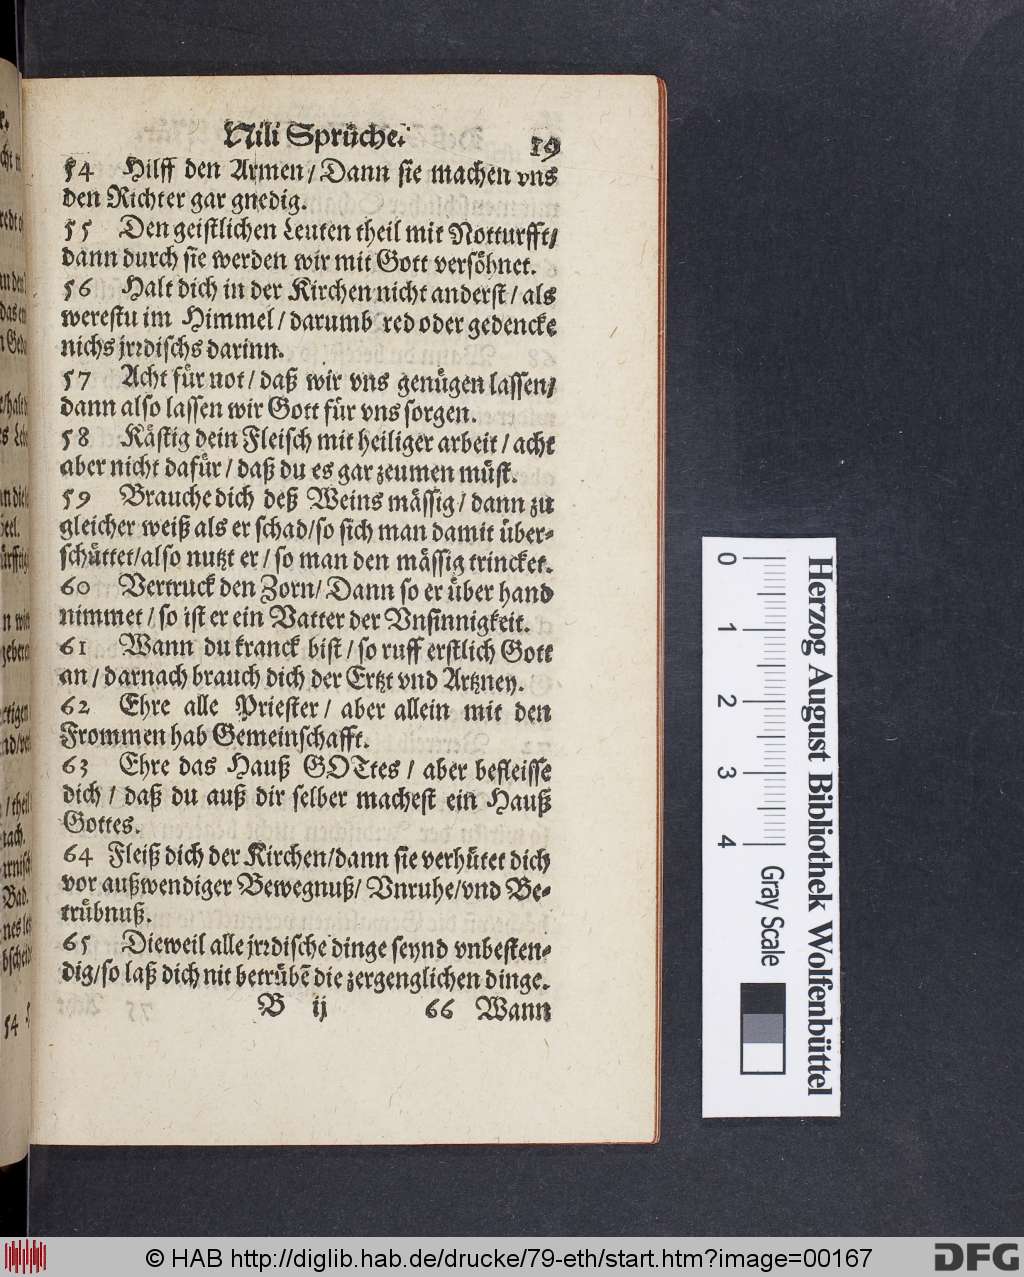 Nili Sprüche. 19
54 Hilff den Armen / Dann sie machen vns
den Richter gar gnedig.
55 Den geistlichen Leuten theil mit Notturfft /
dann durch sie werden wir mit Gott versöhnet.
56 Halt dich in der Kirchen nicht anderst / als
werestu im Himmel / darumb red oder gedencke
nichs jrrdischs darinn.
57 Acht für not / daß wir vns genügen lassen /
dann also lassen wir Gott für vns sorgen.
58 Kästig dein Fleisch mit heiliger arbeit / acht
aber nicht dafür / daß du es gar zeumen müst.
59 Brauche dich deß Weins mässig / dann zu
gleicher weiß als er schad / so sich man damit über-
schüttet / also nutzt er / so man den mässig trincket.
60 Vertruck den Zorn / Dann so er über hand
nimmet / so ist er ein Vatter der Vnsinnigkeit.
61 Wann du kranck bist / so ruff erstlich Gott
an / darnach brauch dich der Ertzt vnd Artzney.
62 Ehre alle Priester / aber allein mit den
Frommen hab Gemeinschafft.
63 Ehre das Hauß GOTtes / aber befleisse
dich / daß du auß dir selber machest ein Hauß
Gottes.
64 Fleiß dich der Kirchen / dann sie verhütet dich
vor außwendiger Bewegnuß / Vnruhe / vnd Be-
trübnuß.
65 Dieweil alle jrrdische dinge seynd vnbesten-
dig / so laß dich nit betrübē die zergenglichen dinge.
B ij 66 Wann
Herzog August Bibliothek Wolfenbüttel
0 1 2 3 4 Gray Scale
© HAB http://diglib.hab.de/drucke/79-eth/start.htm?image=00167
DFG